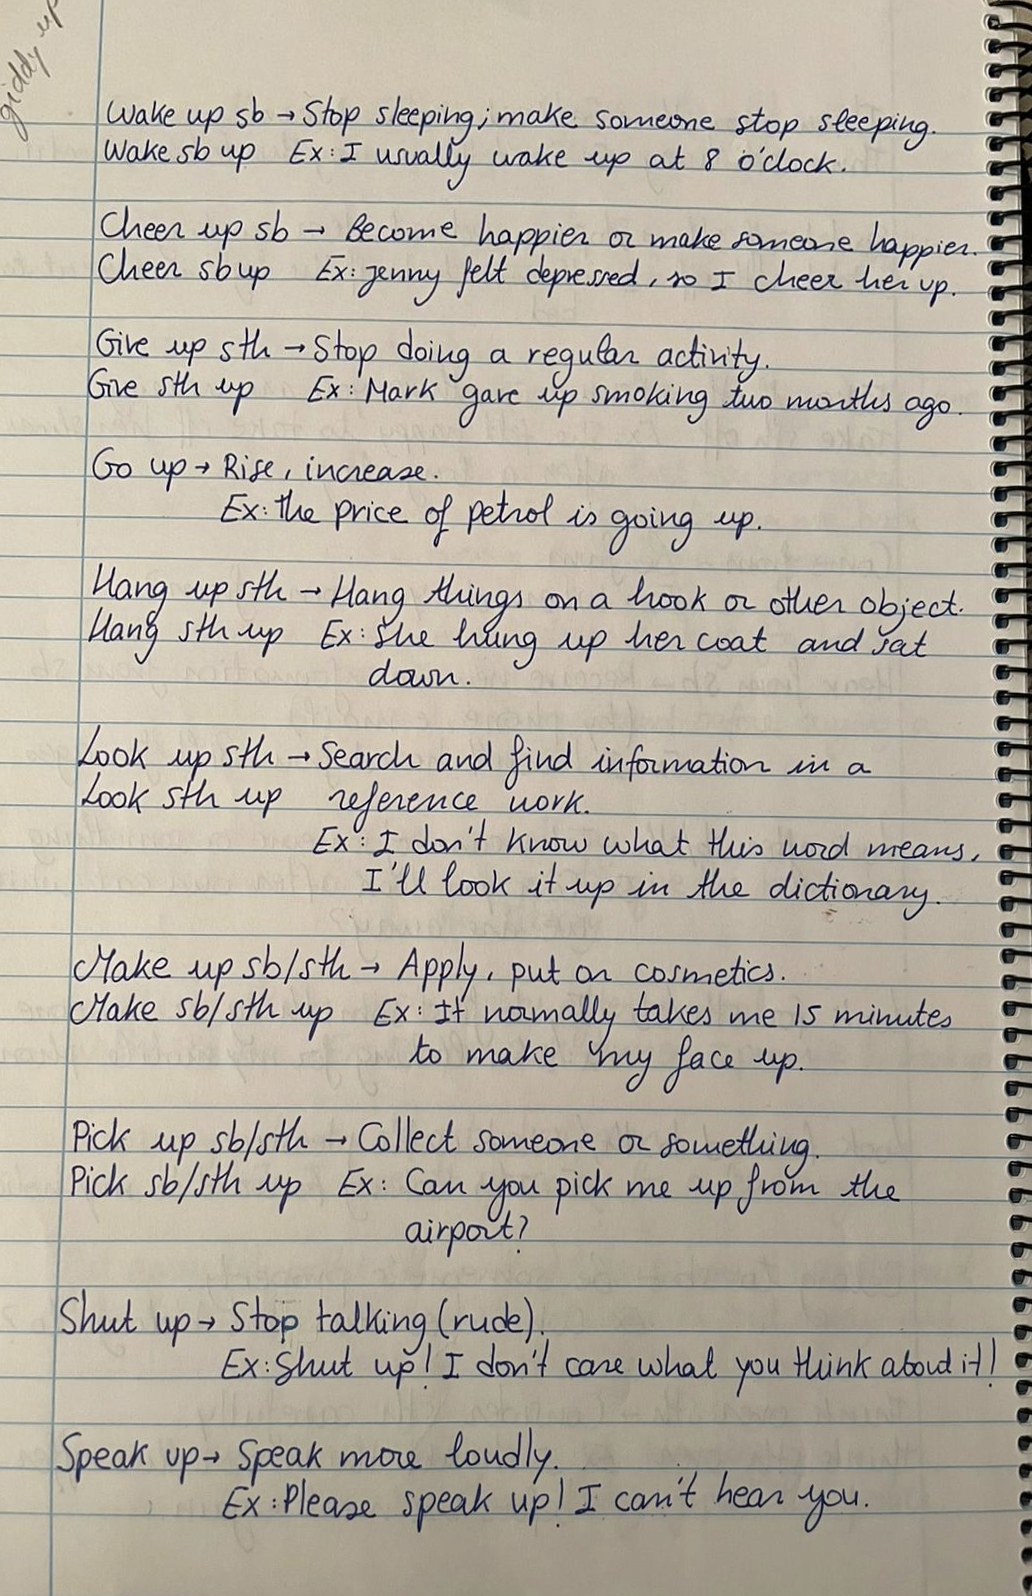 giddy up
Wake up sb → Stop sleeping; make someone stop sleeping.
Wake sb up Ex: I usually wake up at 8 o'clock.
Cheer up sb → Become happier or make someone happier.
Cheer sb up Ex: Jenny felt depressed, so I cheer her up.
Give up sth → Stop doing a regular activity.
Give sth up Ex: Mark gave up smoking two months ago.
Go up → Rise, increase.
Ex: The price of petrol is going up.
Hang up sth → Hang things on a hook or other object.
Hang sth up Ex: She hung up her coat and sat
down.
Look up sth → Search and find information in a
Look sth up reference work.
Ex: I don't know what this word means,
I'll look it up in the dictionary.
Make up sb/sth → Apply, put on cosmetics.
Make sb/sth up Ex: It normally takes me 15 minutes
to make my face up.
Pick up sb/sth → Collect someone or something.
Pick sb/sth up Ex: Can you pick me up from the
airport?
Shut up → Stop talking (rude).
Ex: Shut up! I don't care what you think about it!
Speak up → Speak more loudly.
Ex: Please speak up! I can't hear you.